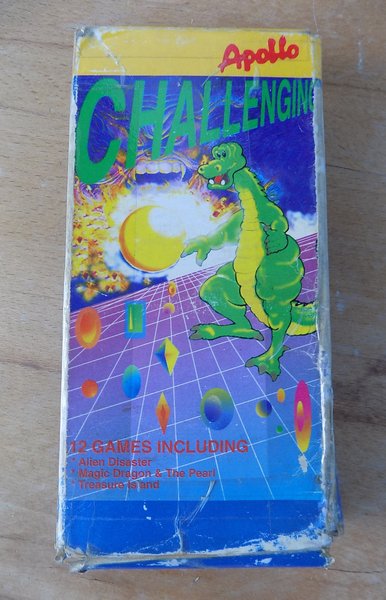 Apollo
CHALLENGING
12 GAMES INCLUDING
* Alien Disaster
* Magic Dragon & The Pearl
* Treasure Island